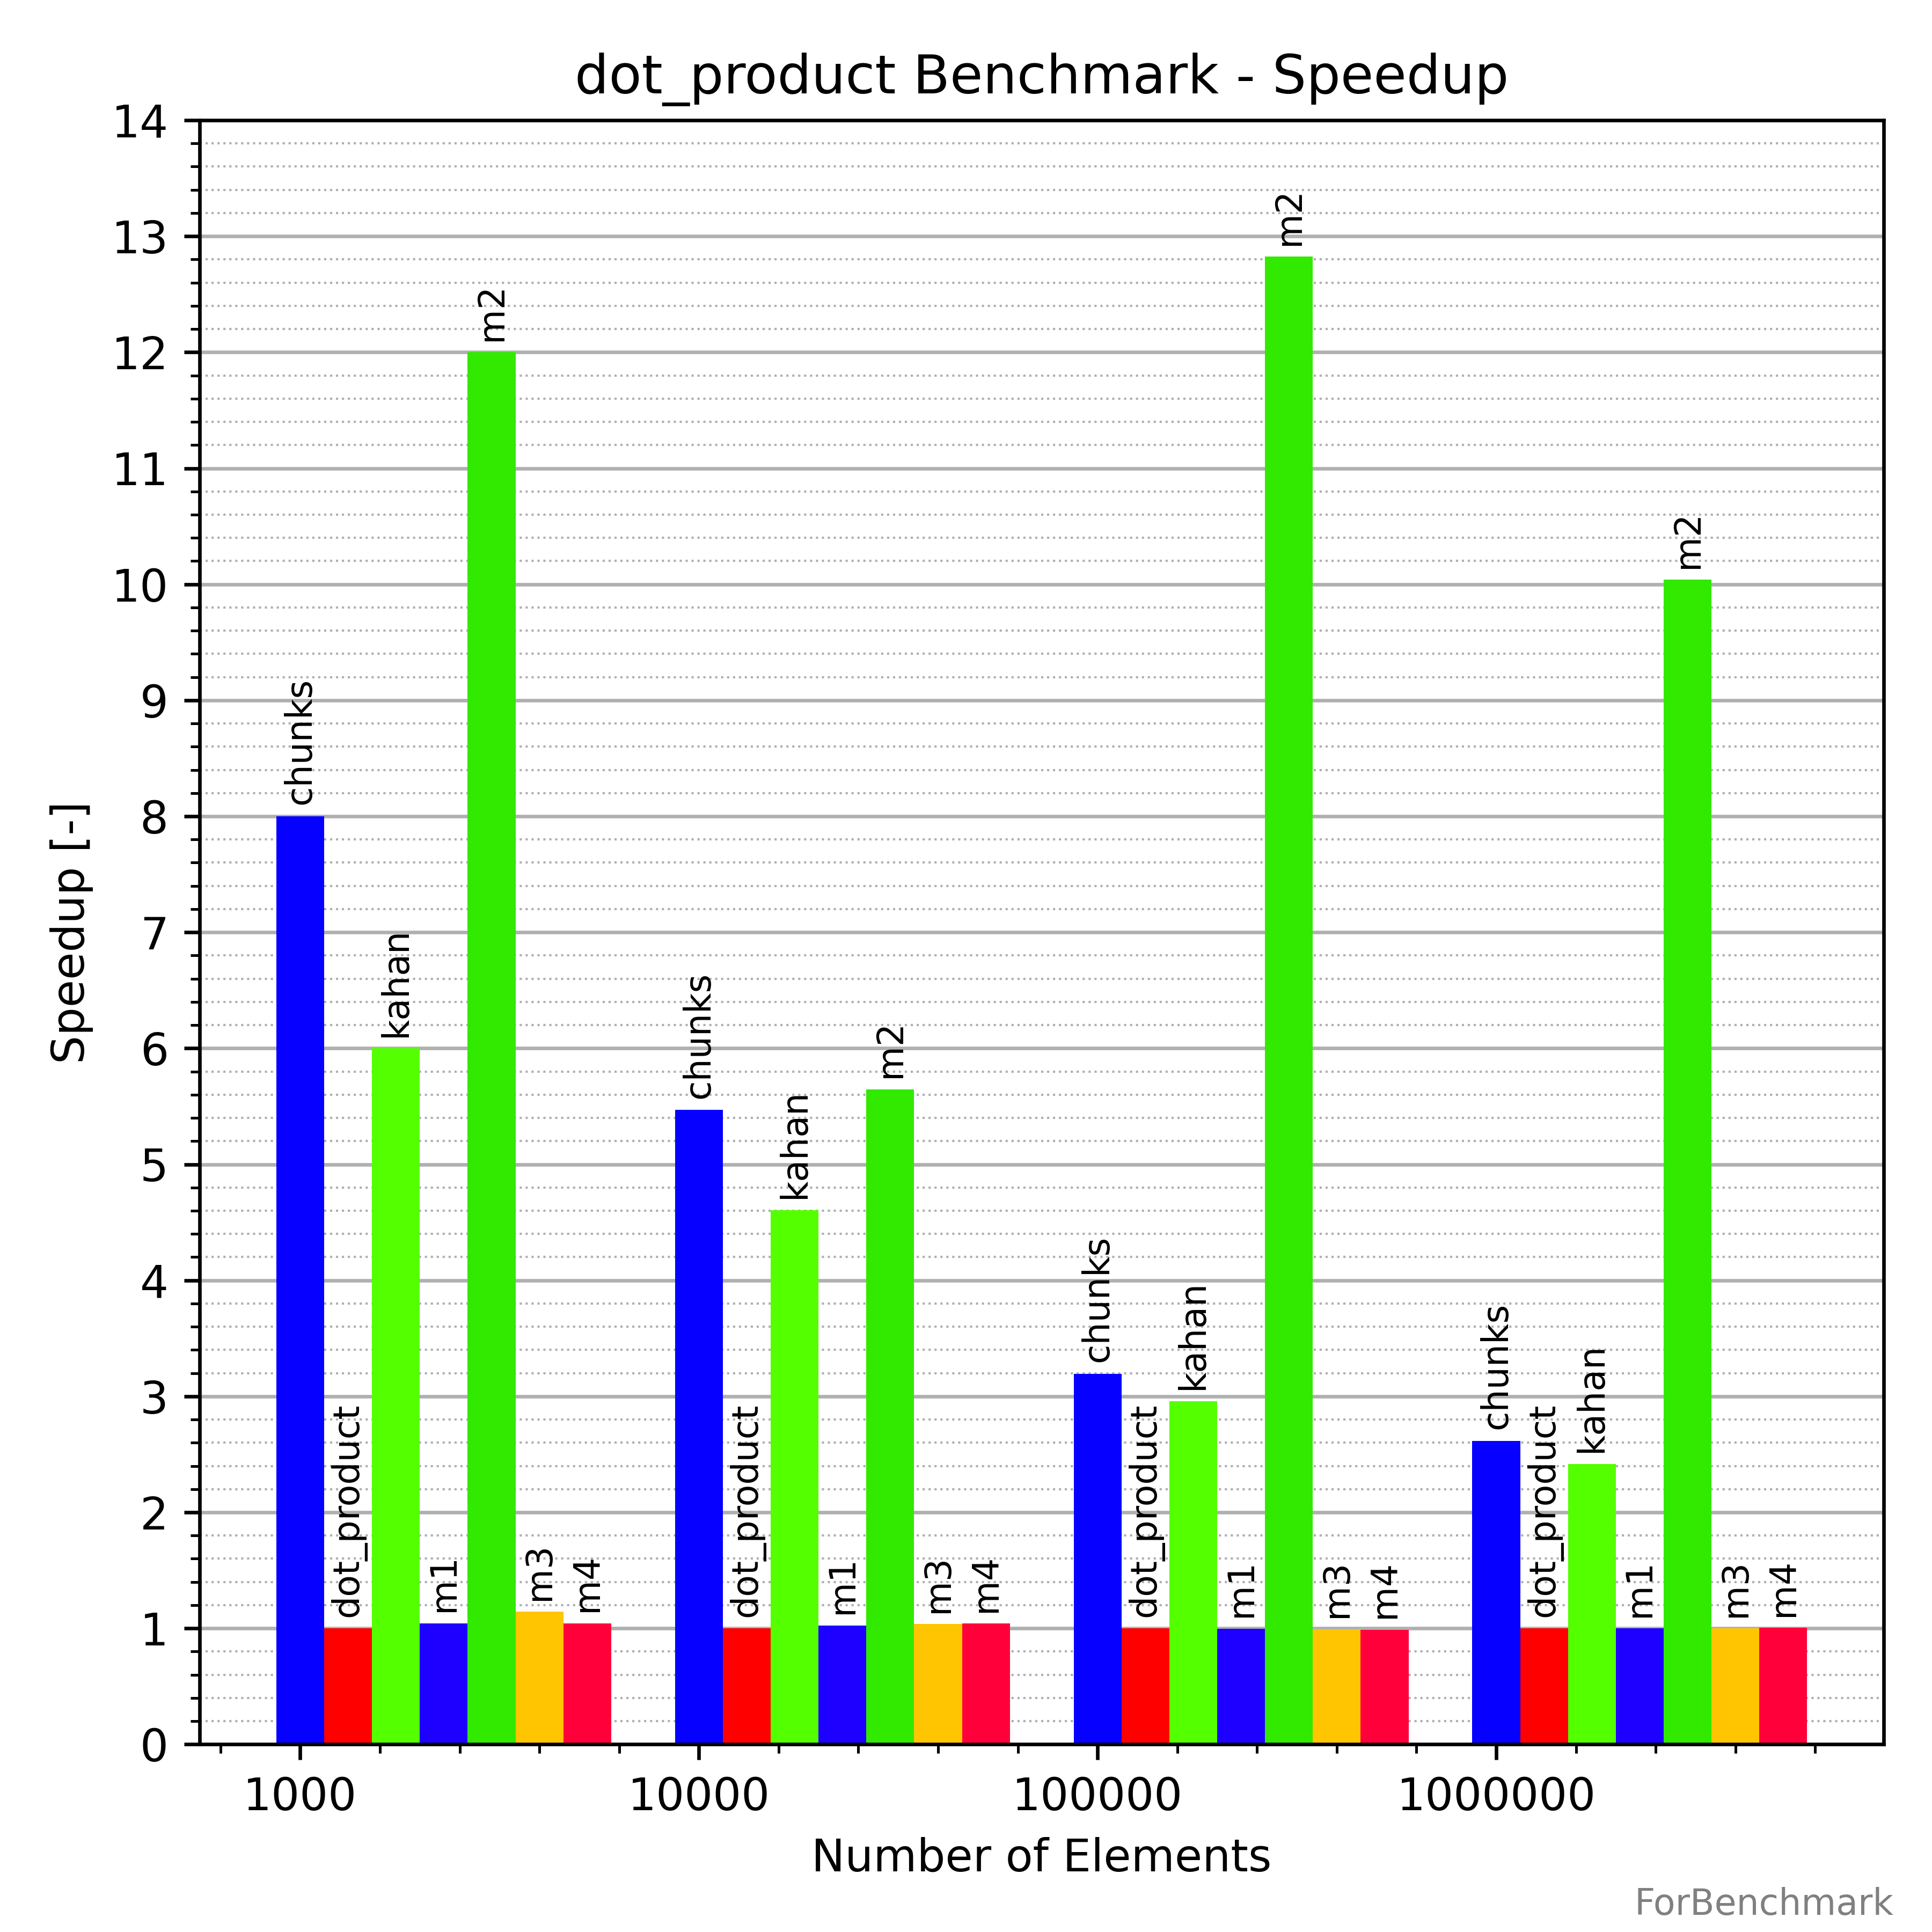 dot_product Benchmark - Speedup
Speedup [-]
14
13
12
11
10
9
8
7
6
5
4
3
2
1
0
chunks
dot_product
kahan
m1
m2
m3
m4
chunks
dot_product
kahan
m1
m2
m3
m4
chunks
dot_product
kahan
m1
m2
m3
m4
chunks
dot_product
kahan
m1
m2
m3
m4
1000
10000
100000
1000000
Number of Elements
ForBenchmark